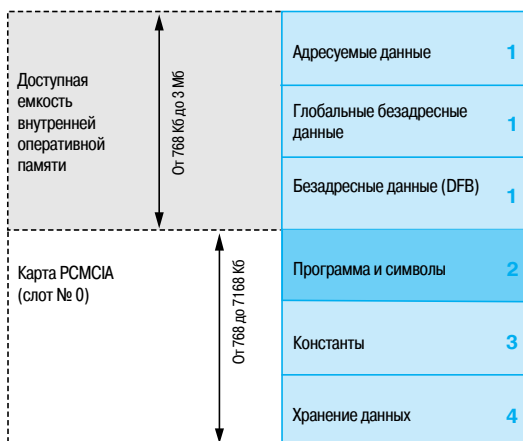 Доступная
емкость
внутренней
оперативной
памяти
От 768 Кб до 3 Мб
Адресуемые данные 1
Глобальные безадресные
данные 1
Безадресные данные (DFB) 1
Карта PCMCIA
(слот № 0)
От 768 до 7168 Кб
Программа и символы 2
Константы 3
Хранение данных 4